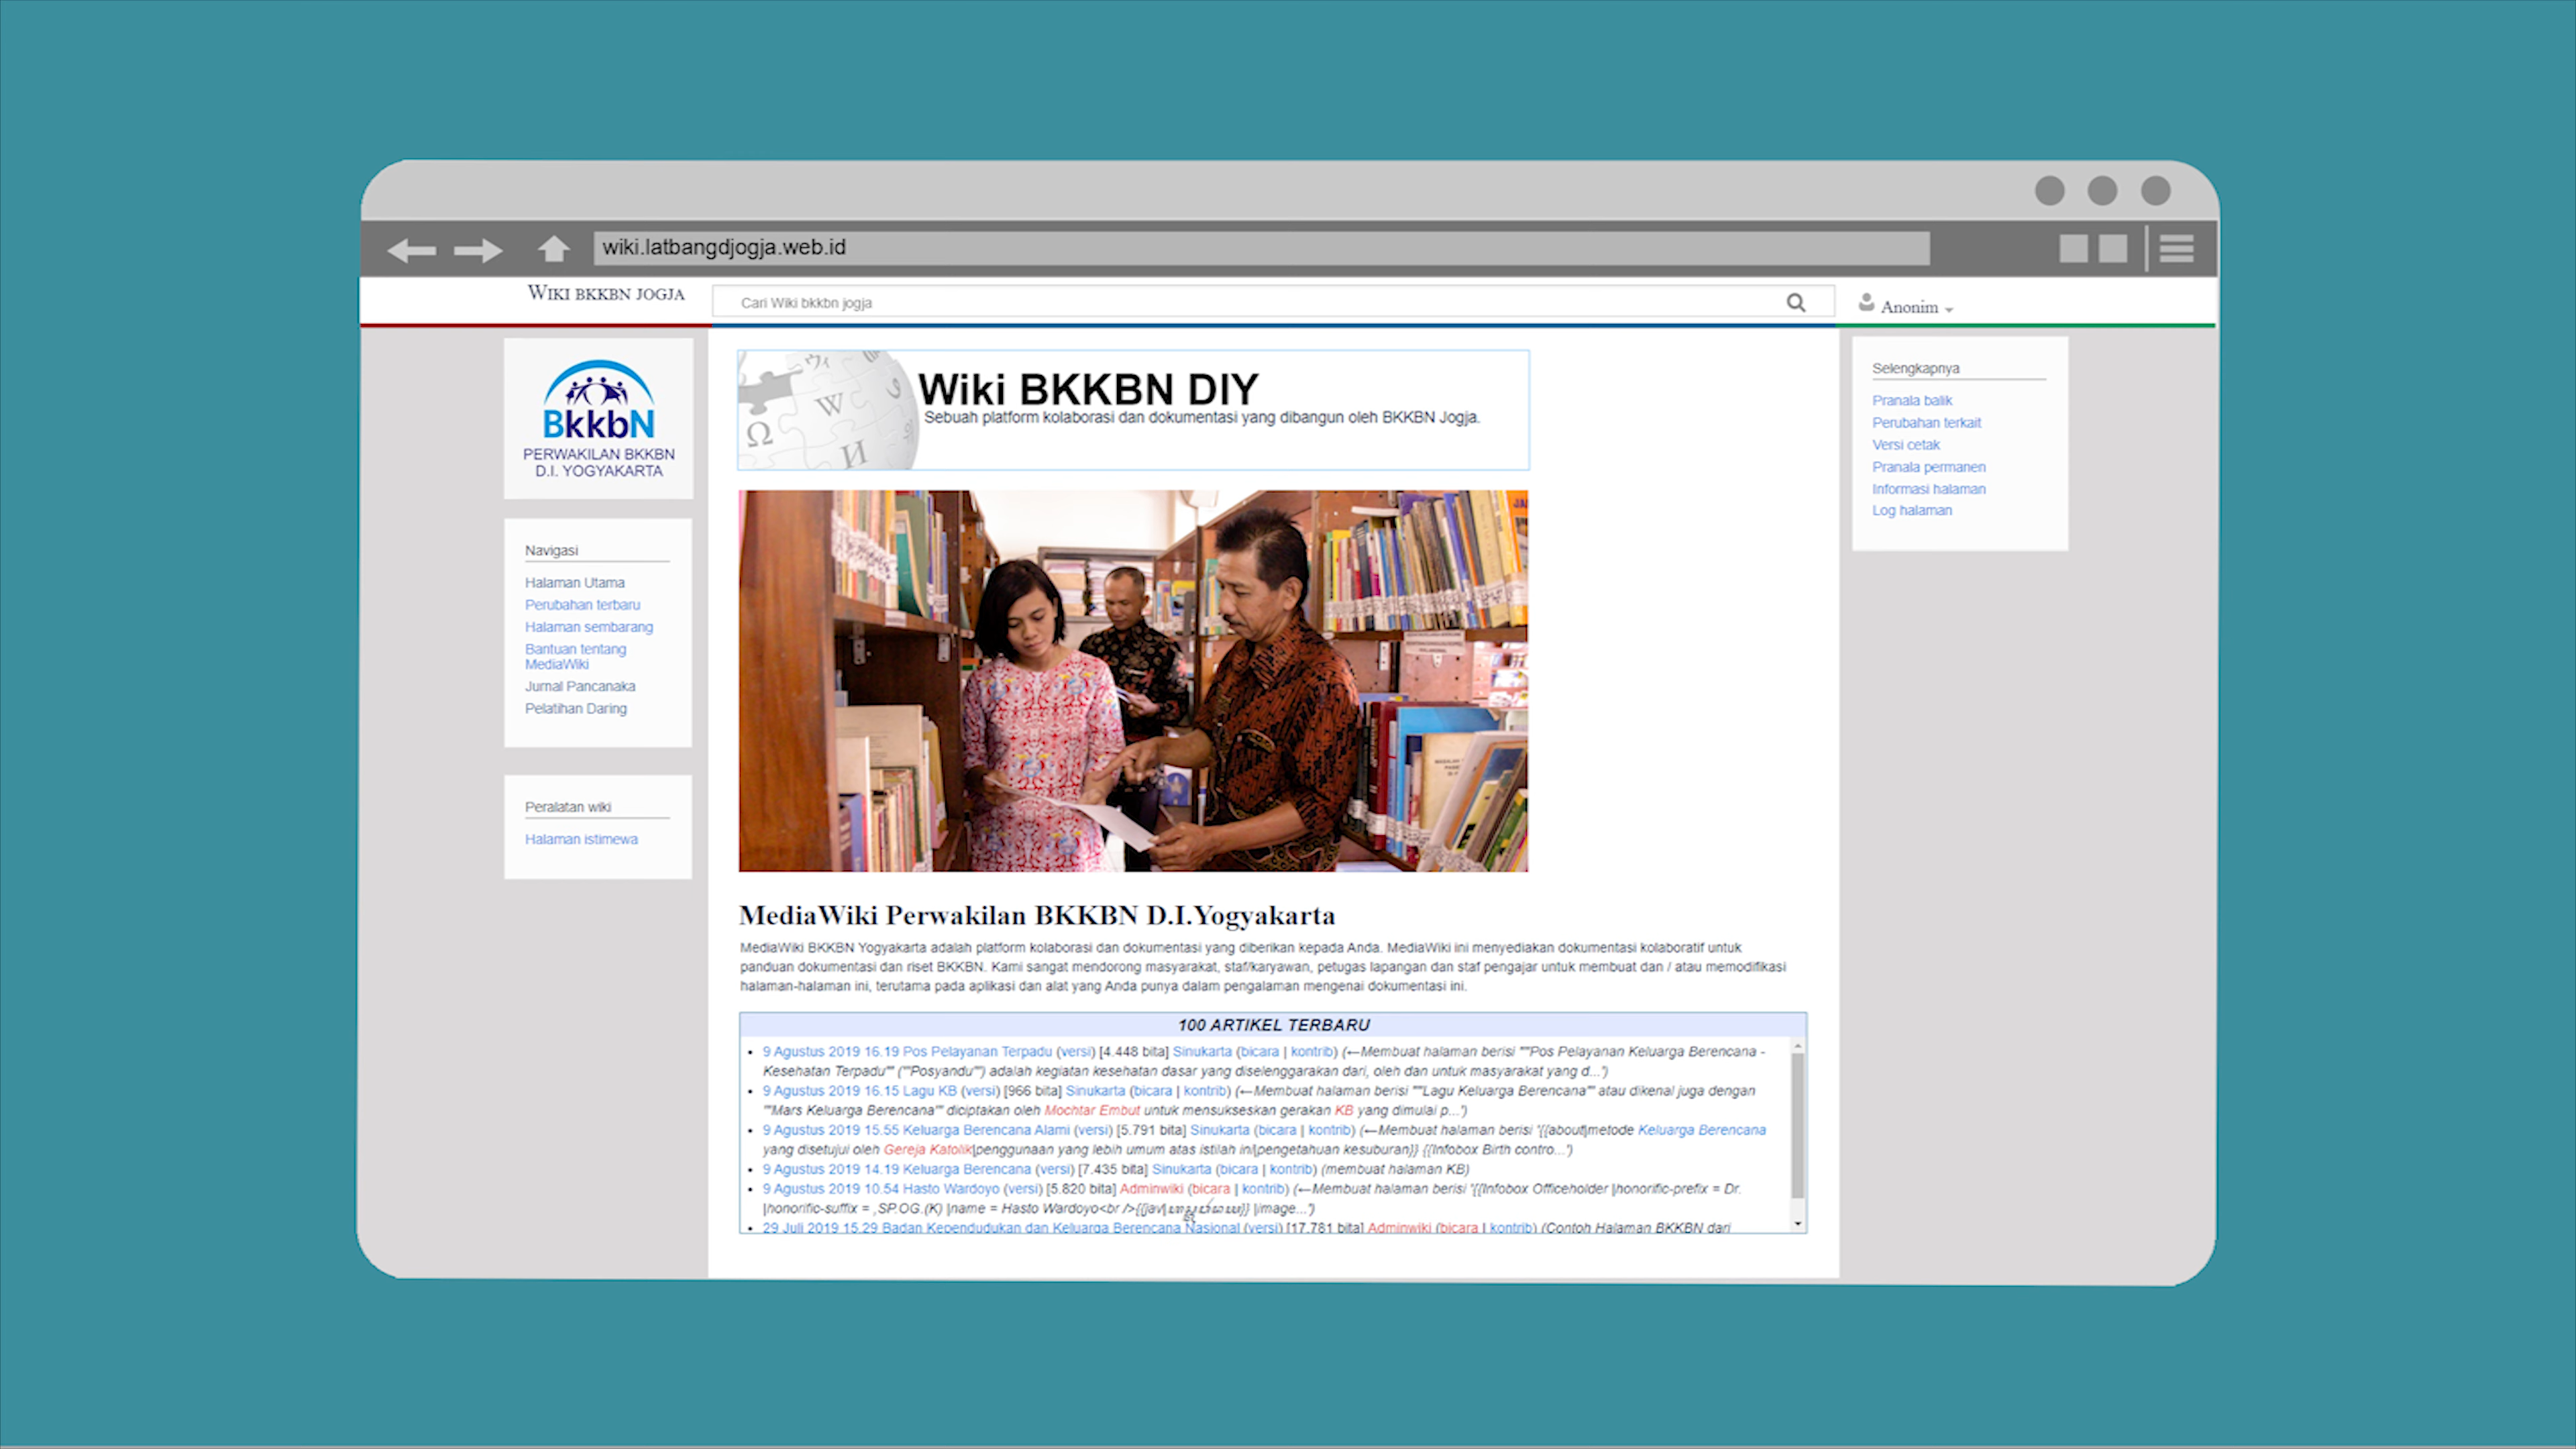 wiki.latbangdjogja.web.id
WIKI BKKBN JOGJA
Cari Wiki bkkbn jogja
Anonim
BkkbN
PERWAKILAN BKKBN
D.I. YOGYAKARTA
Navigasi
Halaman Utama
Perubahan terbaru
Halaman sembarang
Bantuan tentang
MediaWiki
Jurnal Pancanaka
Pelatihan Daring
Peralatan wiki
Halaman istimewa
Wiki BKKBN DIY
Sebuah platform kolaborasi dan dokumentasi yang dibangun oleh BKKBN Jogja.
MediaWiki Perwakilan BKKBN D.I.Yogyakarta
MediaWiki BKKBN Yogyakarta adalah platform kolaborasi dan dokumentasi yang diberikan kepada Anda. MediaWiki ini menyediakan dokumentasi kolaboratif untuk
panduan dokumentasi dan riset BKKBN. Kami sangat mendorong masyarakat, staf/karyawan, petugas lapangan dan staf pengajar untuk membuat dan / atau memodifikasi
halaman-halaman ini, terutama pada aplikasi dan alat yang Anda punya dalam pengalaman mengenai dokumentasi ini.
100 ARTIKEL TERBARU
• 9 Agustus 2019 16.19 Pos Pelayanan Terpadu (versi) [4.448 bita] Sinukarta (bicara | kontrib) (←Membuat halaman berisi '"'Pos Pelayanan Keluarga Berencana -
Kesehatan Terpadu'" ('"Posyandu'") adalah kegiatan kesehatan dasar yang diselenggarakan dari, oleh dan untuk masyarakat yang d...')
• 9 Agustus 2019 16.15 Lagu KB (versi) [966 bita] Sinukarta (bicara | kontrib) (←Membuat halaman berisi '"'Lagu Keluarga Berencana'" atau dikenal juga dengan
'"Mars Keluarga Berencana'" diciptakan oleh Mochtar Embut untuk mensukseskan gerakan KB yang dimulai p...')
• 9 Agustus 2019 15.55 Keluarga Berencana Alami (versi) [5.791 bita] Sinukarta (bicara | kontrib) (←Membuat halaman berisi '{{about|metode Keluarga Berencana
yang disetujui oleh Gereja Katolik|penggunaan yang lebih umum atas istilah ini|pengetahuan kesuburan}} {{Infobox Birth contro...')
• 9 Agustus 2019 14.19 Keluarga Berencana (versi) [7.435 bita] Sinukarta (bicara | kontrib) (membuat halaman KB)
• 9 Agustus 2019 10.54 Hasto Wardoyo (versi) [5.820 bita] Adminwiki (bicara | kontrib) (←Membuat halaman berisi '{{Infobox Officeholder |honorific-prefix = Dr.
|honorific-suffix = ,SP.OG.(K) |name = Hasto Wardoyo<br />{{jav| }} |image...')
• 29 Juli 2019 15.29 Badan Kependudukan dan Keluarga Berencana Nasional (versi) [17.781 bita] Adminwiki (bicara | kontrib) (Contoh Halaman BKKBN dari
Selengkapnya
Pranala balik
Perubahan terkait
Versi cetak
Pranala permanen
Informasi halaman
Log halaman